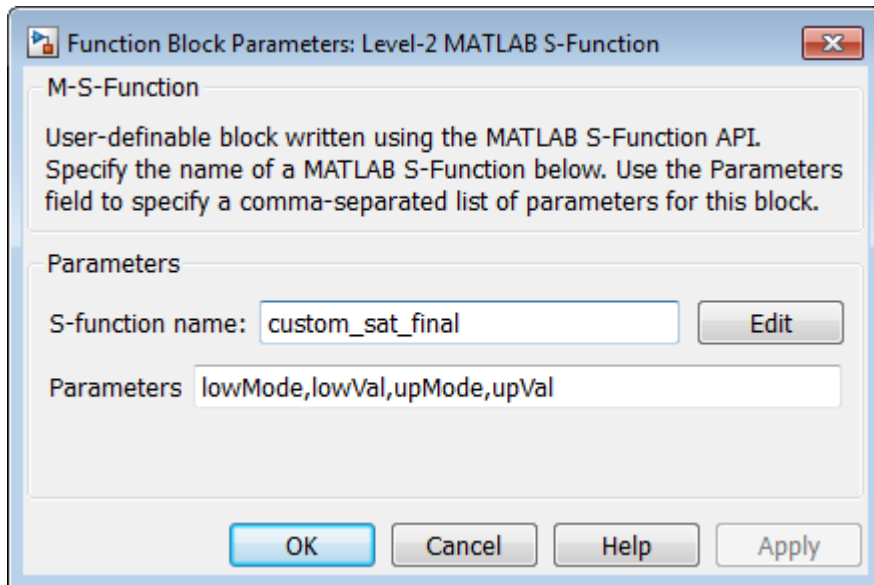 Function Block Parameters: Level-2 MATLAB S-Function
M-S-Function
User-definable block written using the MATLAB S-Function API.
Specify the name of a MATLAB S-Function below. Use the Parameters
field to specify a comma-separated list of parameters for this block.
Parameters
S-function name: custom_sat_final Edit
Parameters lowMode,lowVal,upMode,upVal
OK Cancel Help Apply